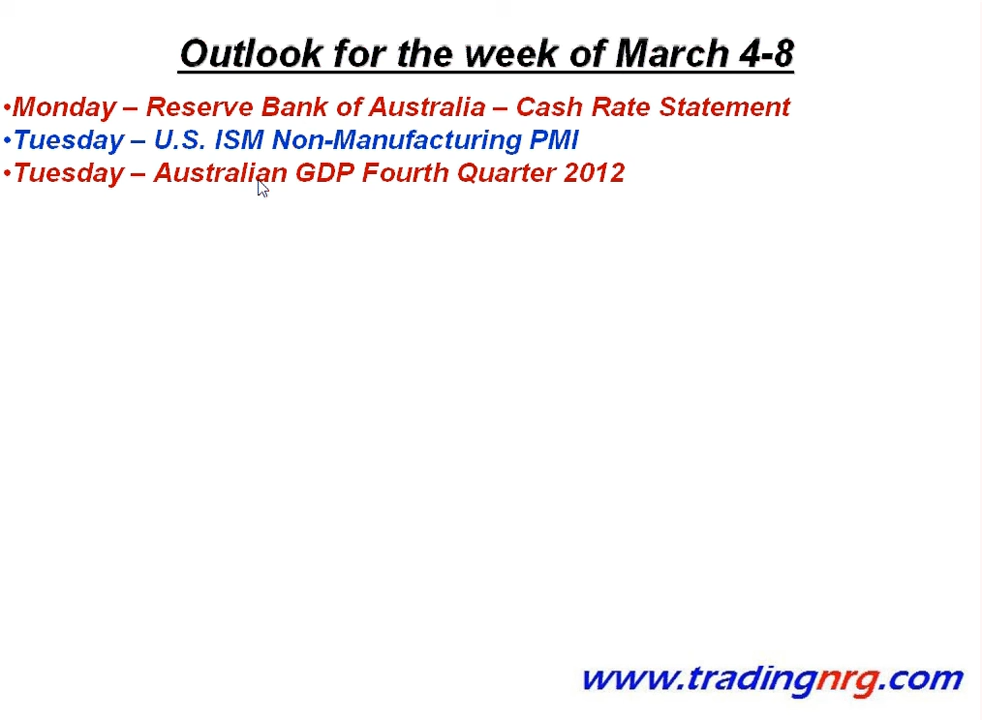 Outlook for the week of March 4-8
•Monday – Reserve Bank of Australia – Cash Rate Statement
•Tuesday – U.S. ISM Non-Manufacturing PMI
•Tuesday – Australian GDP Fourth Quarter 2012
www.tradingnrg.com